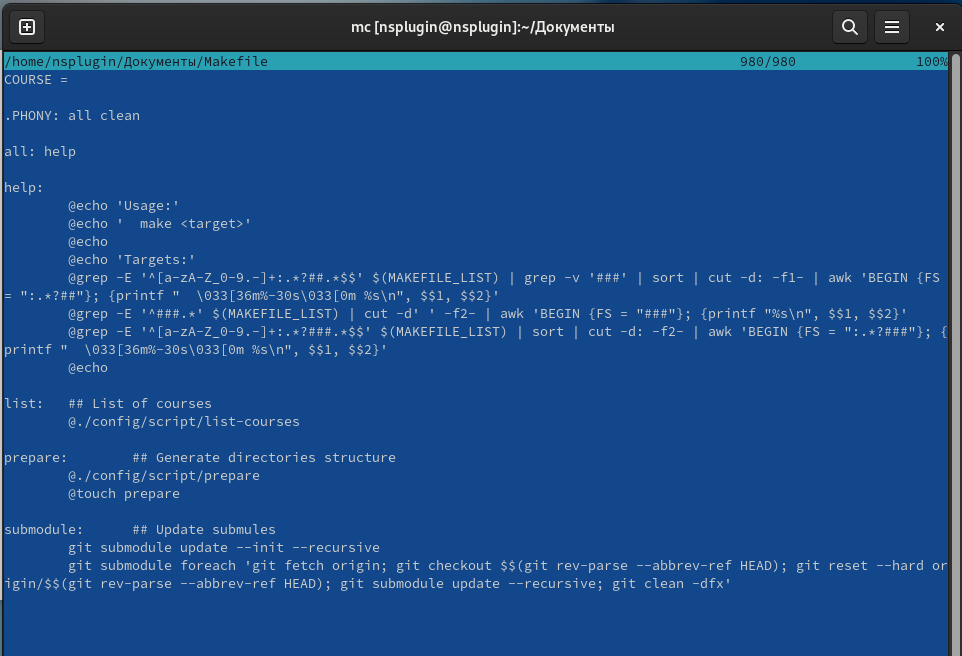 mc [nsplugin@nsplugin]:~/Документы
/home/nsplugin/Документы/Makefile 980/980 100%
COURSE =
.PHONY: all clean
all: help
help:
@echo 'Usage:'
@echo '  make <target>'
@echo
@echo 'Targets:'
@grep -E '^[a-zA-Z_0-9.-]+:.*?##.*$$' $(MAKEFILE_LIST) | grep -v '###' | sort | cut -d: -f1- | awk 'BEGIN {FS
= ":.*?##"}; {printf "  \033[36m%-30s\033[0m %s\n", $$1, $$2}'
@grep -E '^###.*' $(MAKEFILE_LIST) | cut -d' ' -f2- | awk 'BEGIN {FS = "###"}; {printf "%s\n", $$1, $$2}'
@grep -E '^[a-zA-Z_0-9.-]+:.*?###.*$$' $(MAKEFILE_LIST) | sort | cut -d: -f2- | awk 'BEGIN {FS = ":.*?###"}; {
printf "  \033[36m%-30s\033[0m %s\n", $$1, $$2}'
@echo
list:   ## List of courses
@./config/script/list-courses
prepare:        ## Generate directories structure
@./config/script/prepare
@touch prepare
submodule:      ## Update submules
git submodule update --init --recursive
git submodule foreach 'git fetch origin; git checkout $$(git rev-parse --abbrev-ref HEAD); git reset --hard or
igin/$$(git rev-parse --abbrev-ref HEAD); git submodule update --recursive; git clean -dfx'